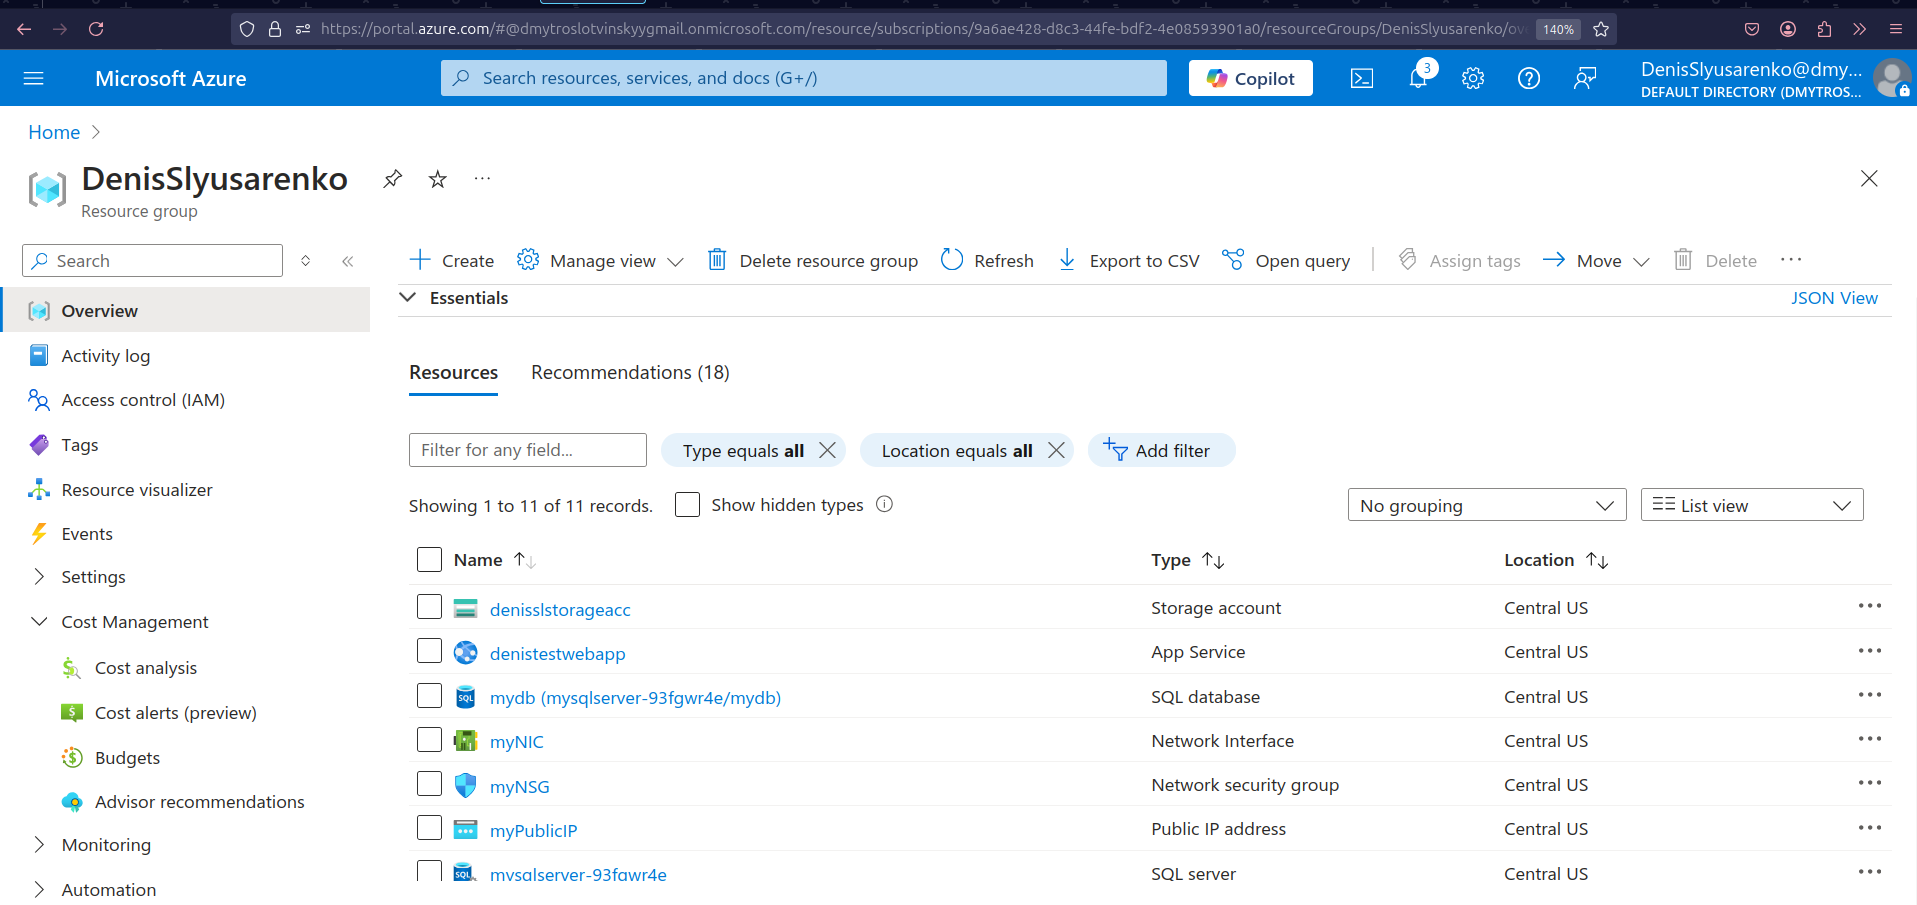 https://portal.azure.com/#@dmytroslotvinskyygmail.onmicrosoft.com/resource/subscriptions/9a6ae428-d8c3-44fe-bdf2-4e08593901a0/resourceGroups/DenisSlyusarenko/ov
140%
Microsoft Azure
Search resources, services, and docs (G+/)
Copilot
3
DenisSlyusarenko@dmy...
DEFAULT DIRECTORY (DMYTROS...
Home
DenisSlyusarenko
...
Resource group
Search
Create
Manage view
Delete resource group
Refresh
Export to CSV
Open query
Assign tags
Move
Delete
...
Overview
Activity log
Access control (IAM)
Tags
Resource visualizer
Events
Settings
Cost Management
Cost analysis
Cost alerts (preview)
Budgets
Advisor recommendations
Monitoring
Automation
Essentials
JSON View
Resources
Recommendations (18)
Filter for any field...
Type equals all
Location equals all
Add filter
Showing 1 to 11 of 11 records.
Show hidden types
No grouping
List view
Name
Type
Location
denisslstorageacc Storage account Central US
denistestwebapp App Service Central US
SQL mydb (mysqlserver-93fgwr4e/mydb) SQL database Central US
myNIC Network Interface Central US
myNSG Network security group Central US
myPublicIP Public IP address Central US
SQL mysqlserver-93fgwr4e SQL server Central US